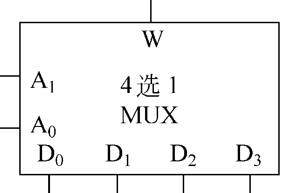 W
A₁
4选1
A₀
MUX
D₀ D₁ D₂ D₃